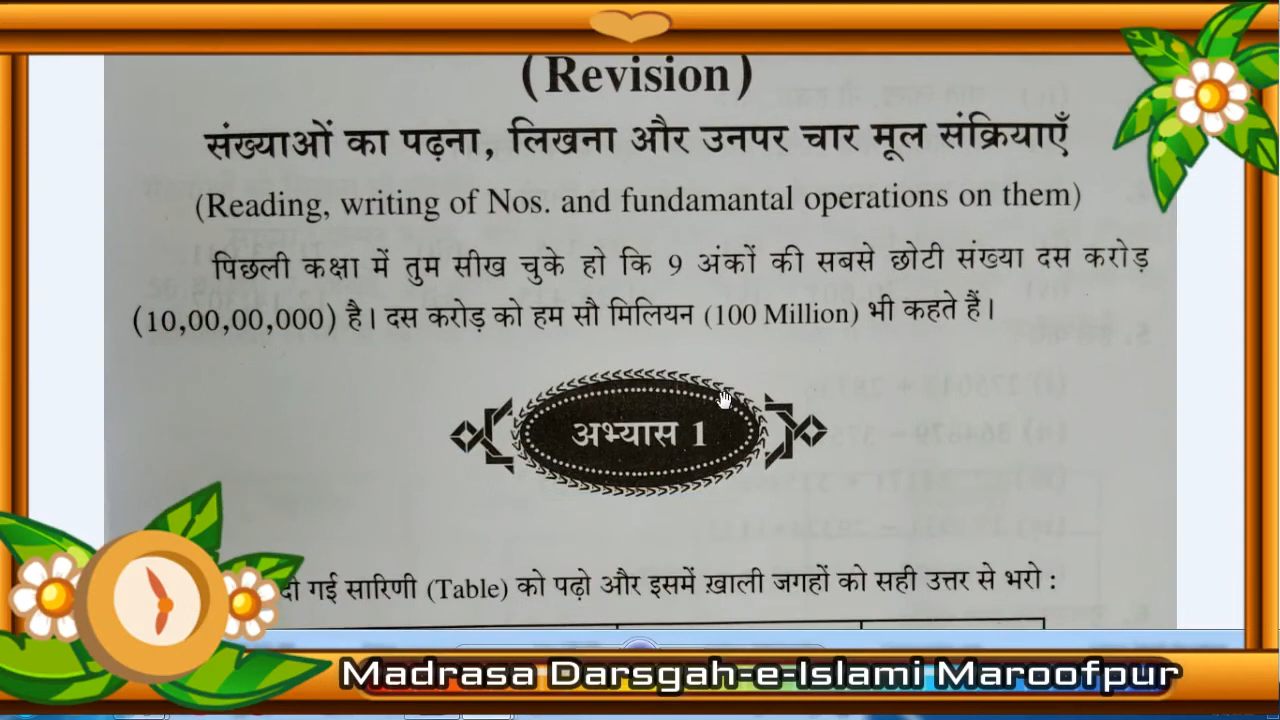 (Revision)
संख्याओं का पढ़ना, लिखना और उनपर चार मूल संक्रियाएँ
(Reading, writing of Nos. and fundamantal operations on them)
पिछली कक्षा में तुम सीख चुके हो कि 9 अंकों की सबसे छोटी संख्या दस करोड़
(10,00,00,000) है। दस करोड़ को हम सौ मिलियन (100 Million) भी कहते हैं।
अभ्यास 1
गई सारिणी (Table) को पढ़ो और इसमें ख़ाली जगहों को सही उत्तर से भरो :
Madrasa Darsgah-e-Islami Maroofpur